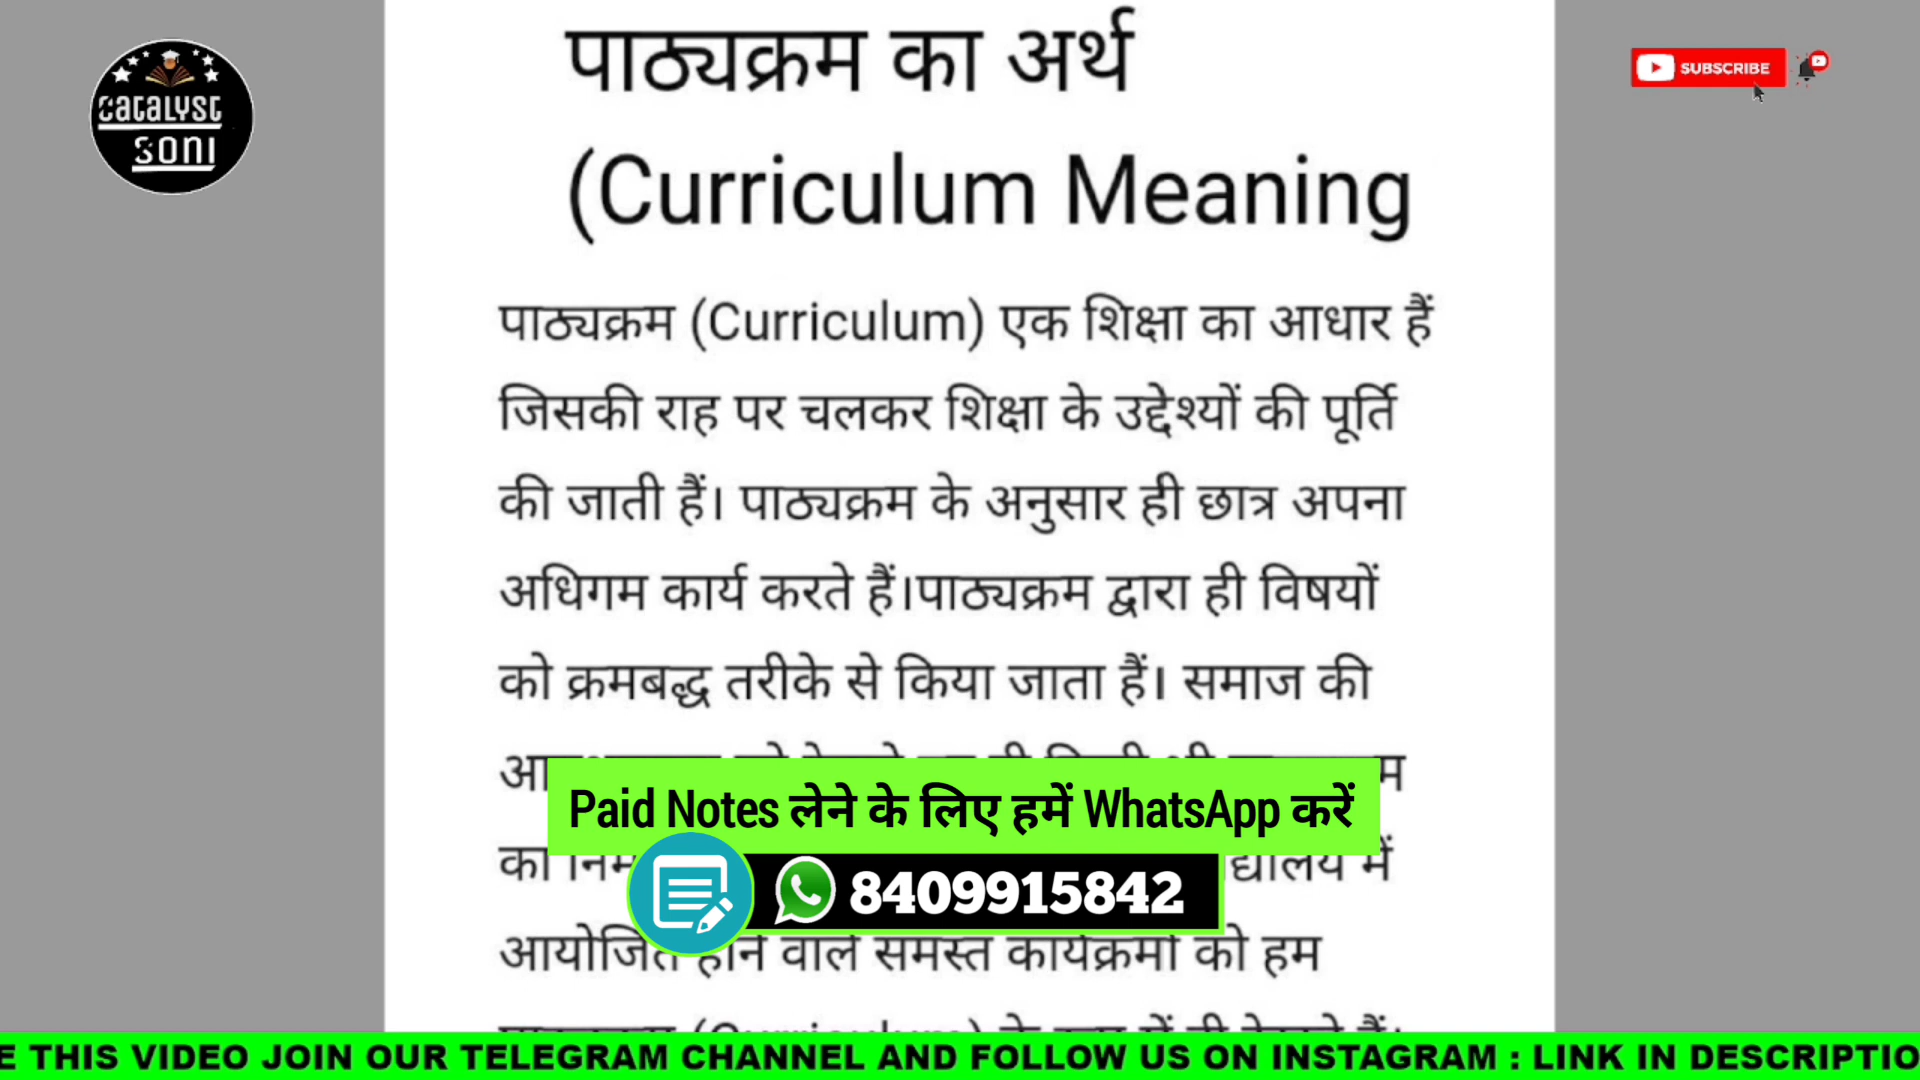 catalyst
soni
SUBSCRIBE
पाठ्यक्रम का अर्थ
(Curriculum Meaning
पाठ्यक्रम (Curriculum) एक शिक्षा का आधार हैं
जिसकी राह पर चलकर शिक्षा के उद्देश्यों की पूर्ति
की जाती हैं। पाठ्यक्रम के अनुसार ही छात्र अपना
अधिगम कार्य करते हैं।पाठ्यक्रम द्वारा ही विषयों
को क्रमबद्ध तरीके से किया जाता हैं। समाज की
Paid Notes लेने के लिए हमें WhatsApp करें
का में
8409915842
आयोजित होने वाले समस्त कार्यक्रमों को हम
THIS VIDEO JOIN OUR TELEGRAM CHANNEL AND FOLLOW US ON INSTAGRAM : LINK IN